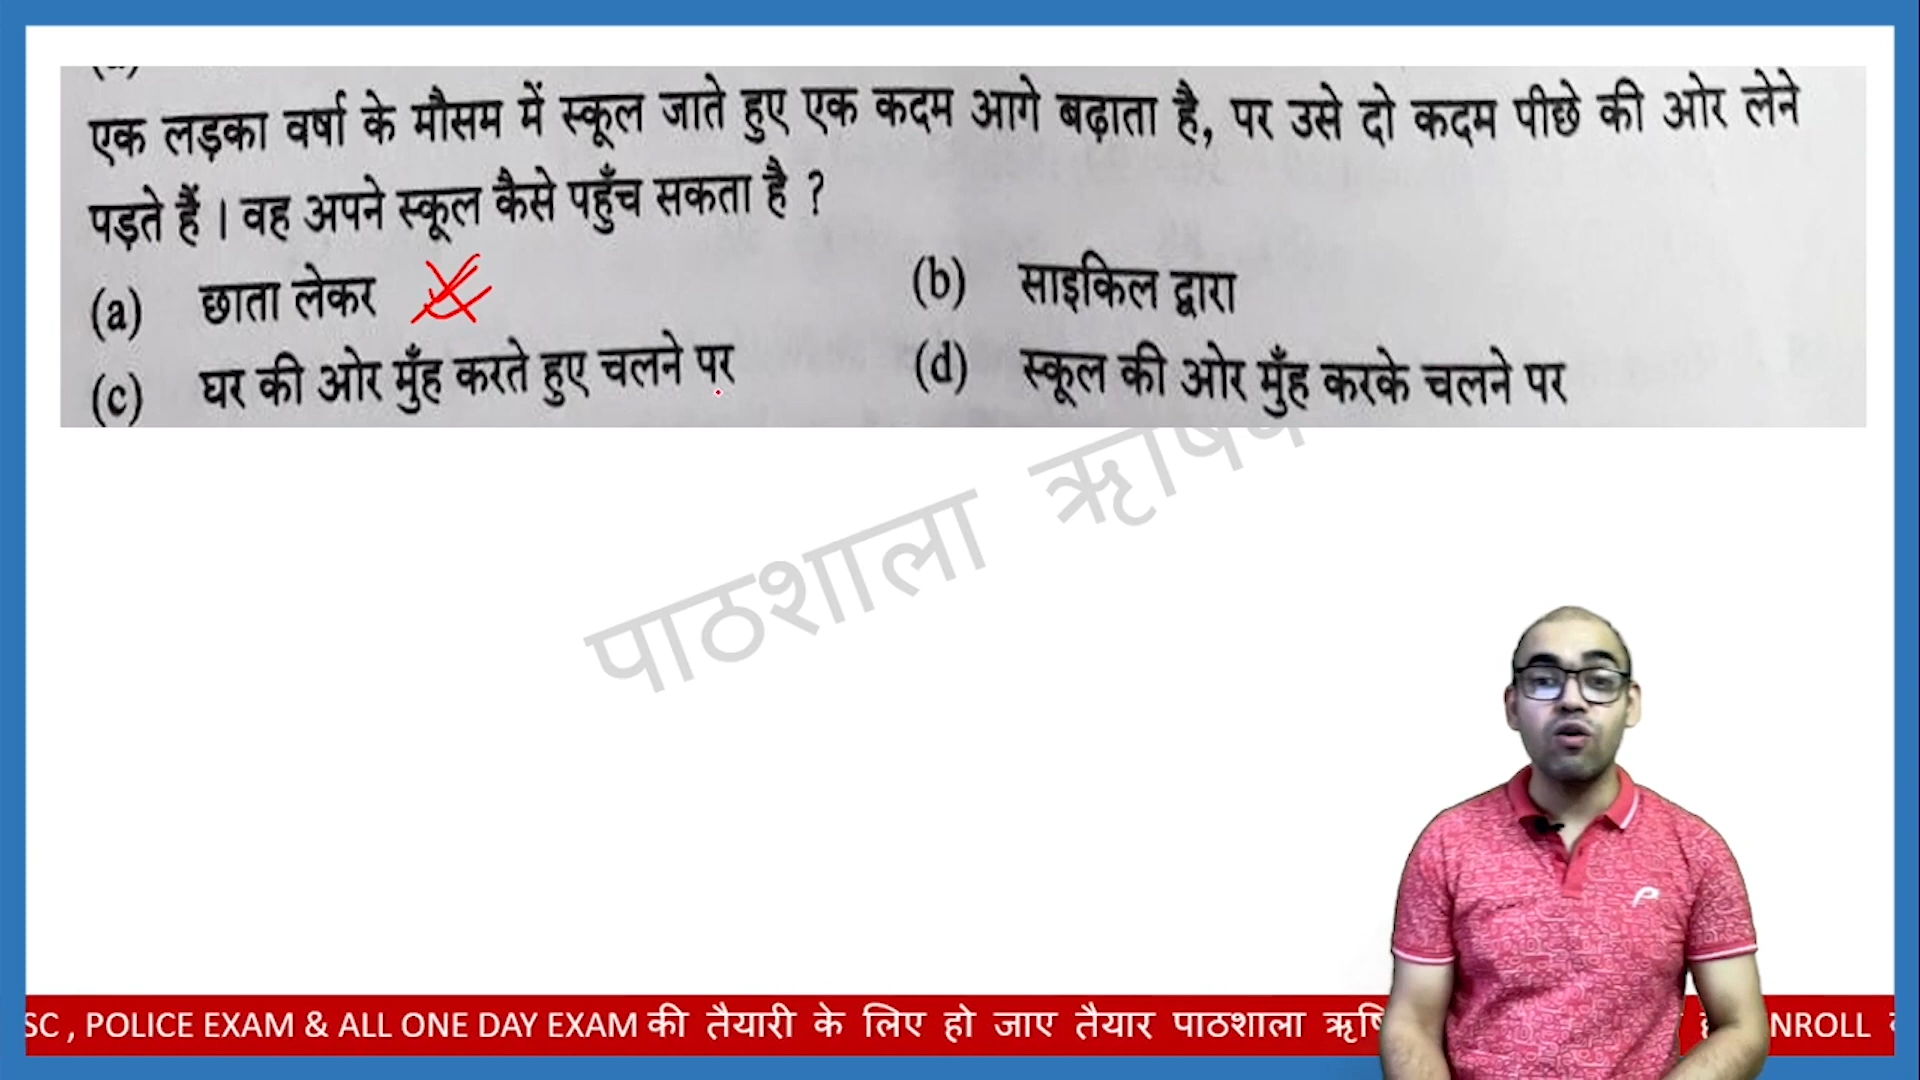 एक लड़का वर्षा के मौसम में स्कूल जाते हुए एक कदम आगे बढ़ाता है, पर उसे दो कदम पीछे की ओर लेने
पड़ते हैं। वह अपने स्कूल कैसे पहुँच सकता है ?
(a) छाता लेकर (b) साइकिल द्वारा
(c) घर की ओर मुँह करते हुए चलने पर (d) स्कूल की ओर मुँह करके चलने पर
पाठशाला
SC , POLICE EXAM & ALL ONE DAY EXAM की तैयारी के लिए हो जाए तैयार पाठशाला ऋषि NROLL